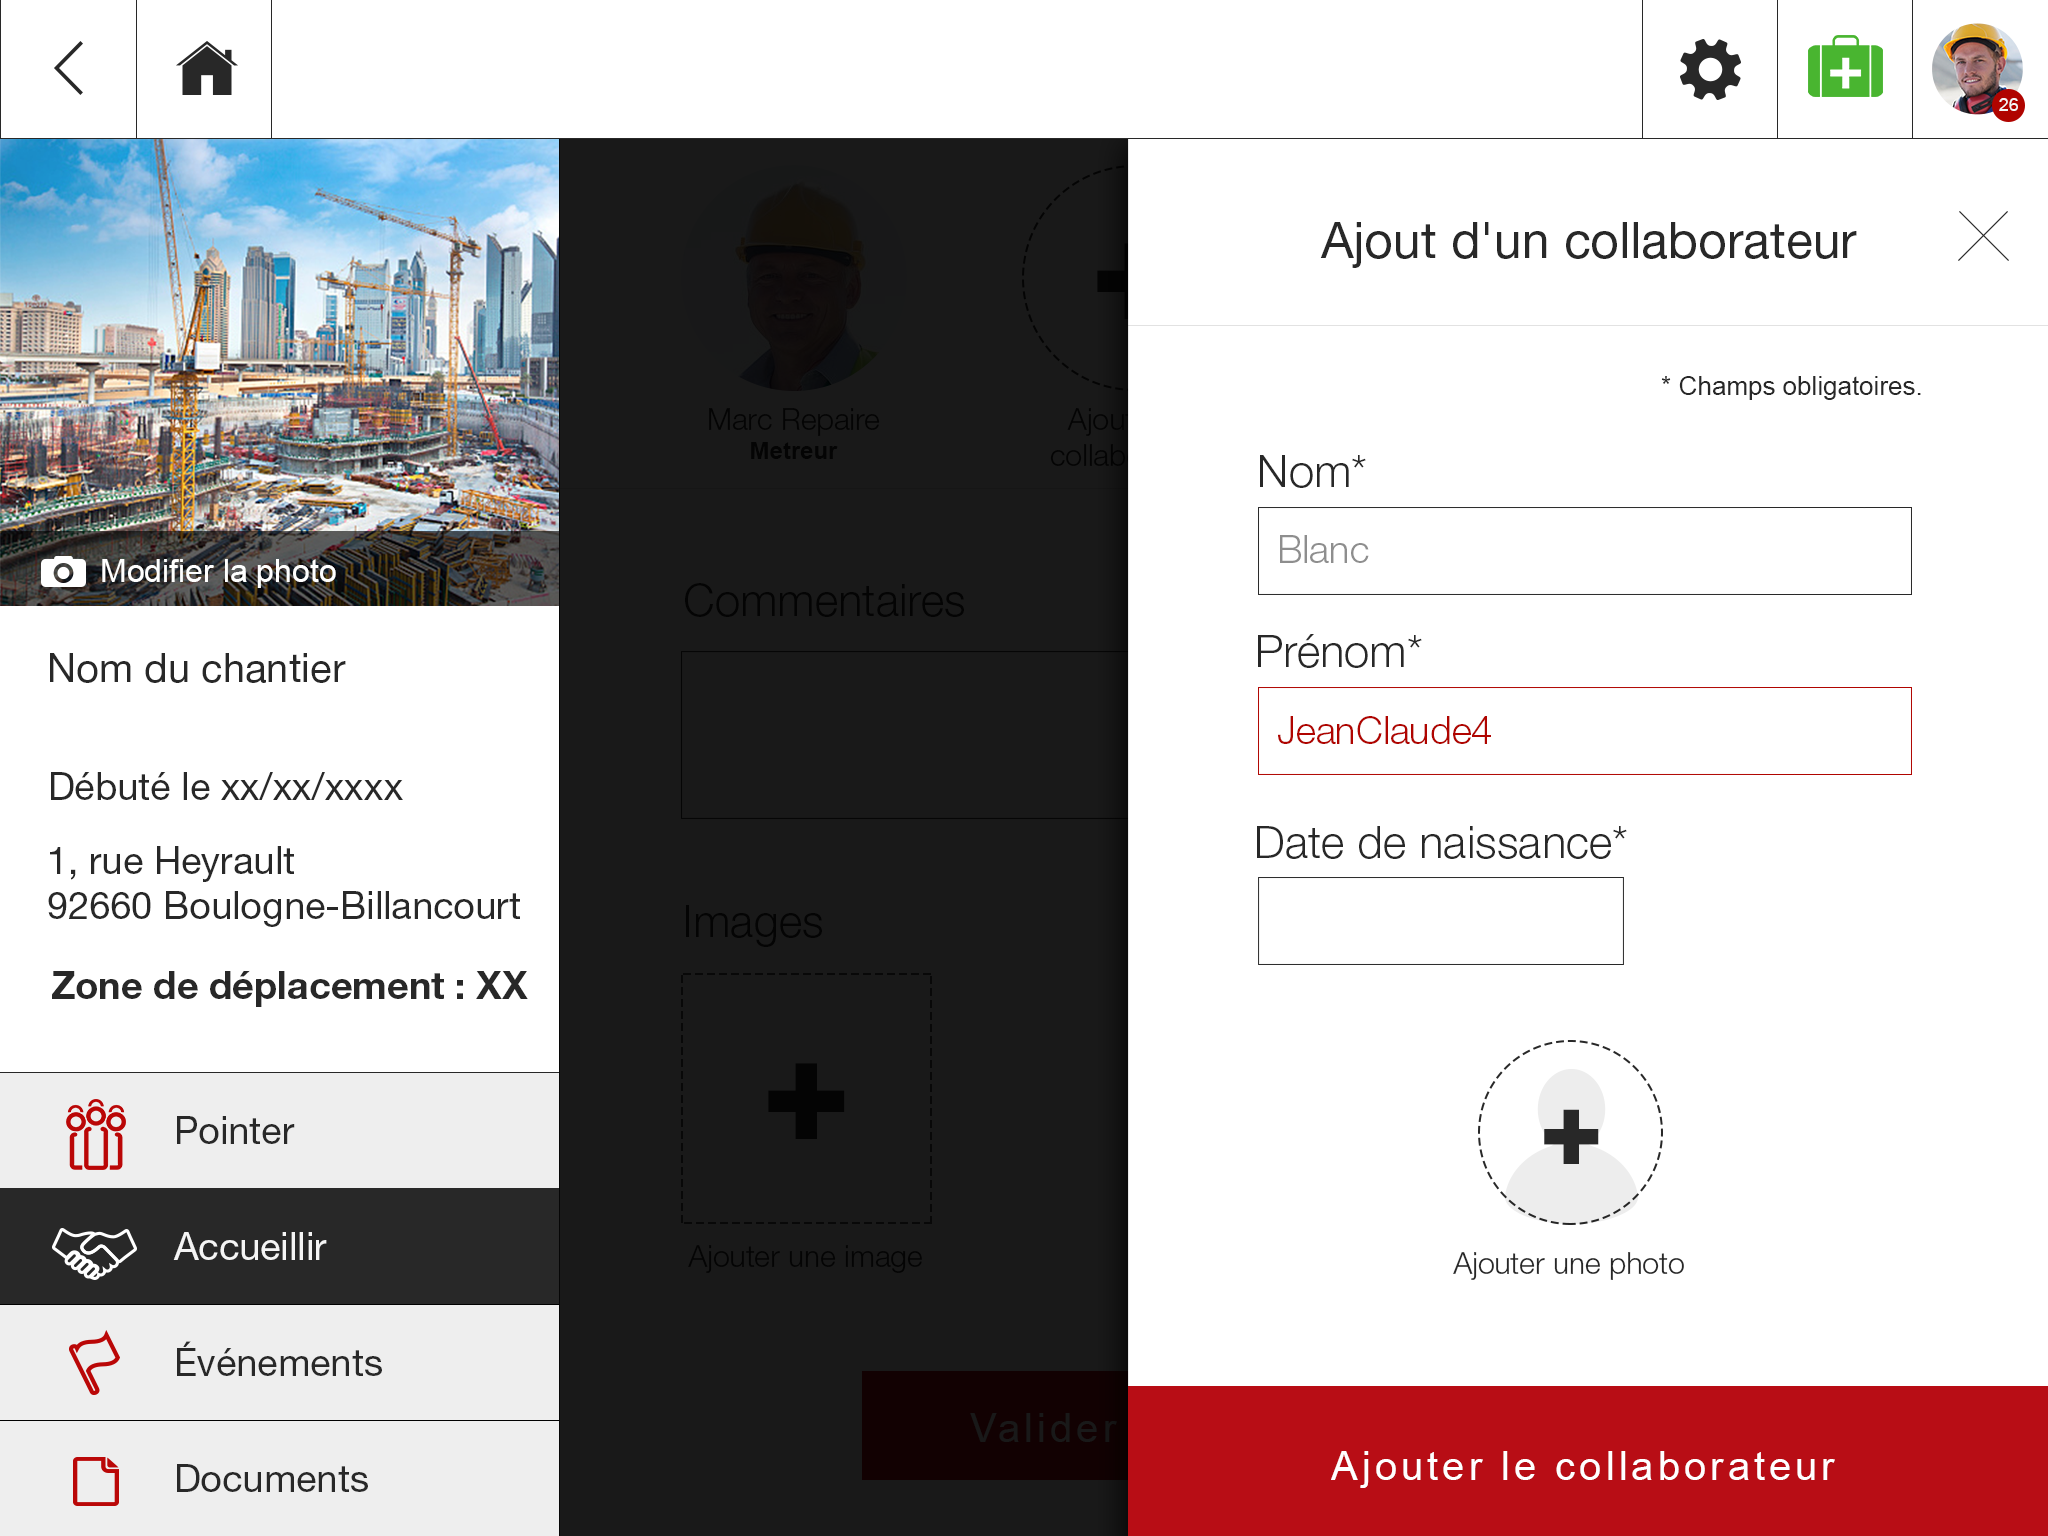 26
Modifier la photo
Nom du chantier
Débuté le xx/xx/xxxx
1, rue Heyrault
92660 Boulogne-Billancourt
Zone de déplacement : XX
Pointer
Accueillir
Événements
Documents
Marc Repaire
Metreur
Ajou
collab
Commentaires
Images
Ajouter une image
Valider
Ajout d'un collaborateur
* Champs obligatoires.
Nom*
Blanc
Prénom*
JeanClaude4
Date de naissance*
Ajouter une photo
Ajouter le collaborateur